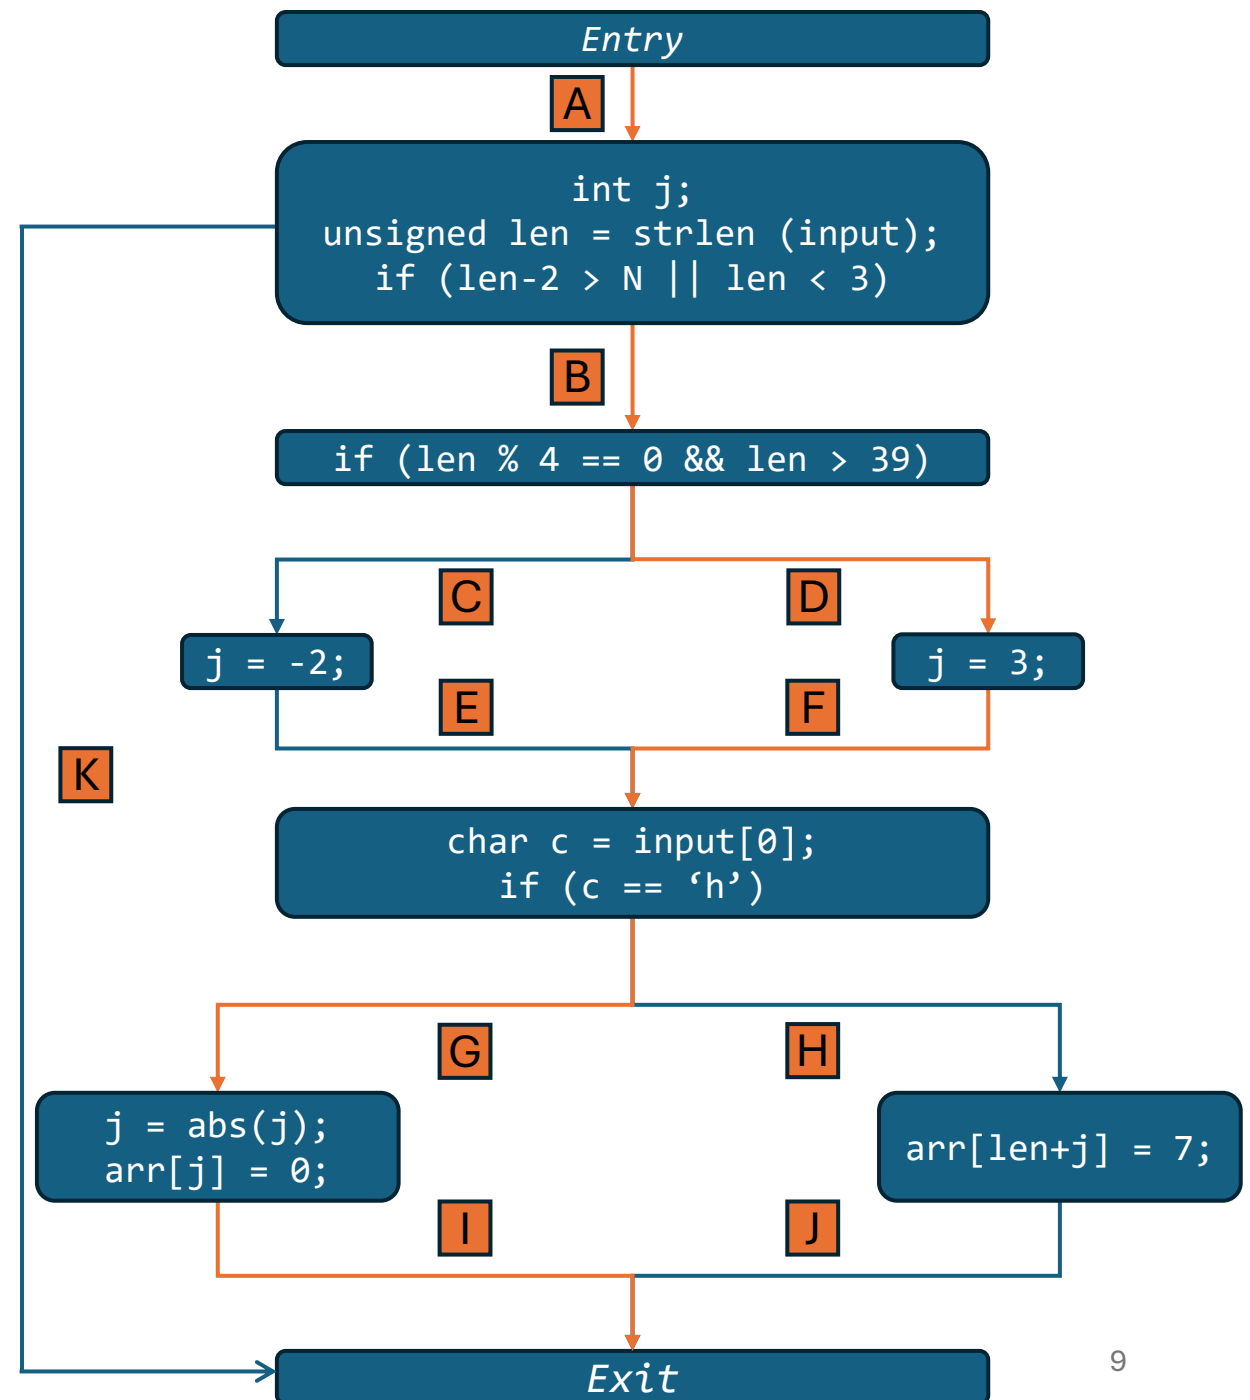 Entry
A
int j;
unsigned len = strlen (input);
if (len-2 > N || len < 3)
B
if (len % 4 == 0 && len > 39)
C
D
j = -2;
j = 3;
E
F
K
char c = input[0];
if (c == ‘h’)
G
H
j = abs(j);
arr[j] = 0;
arr[len+j] = 7;
I
J
Exit
9